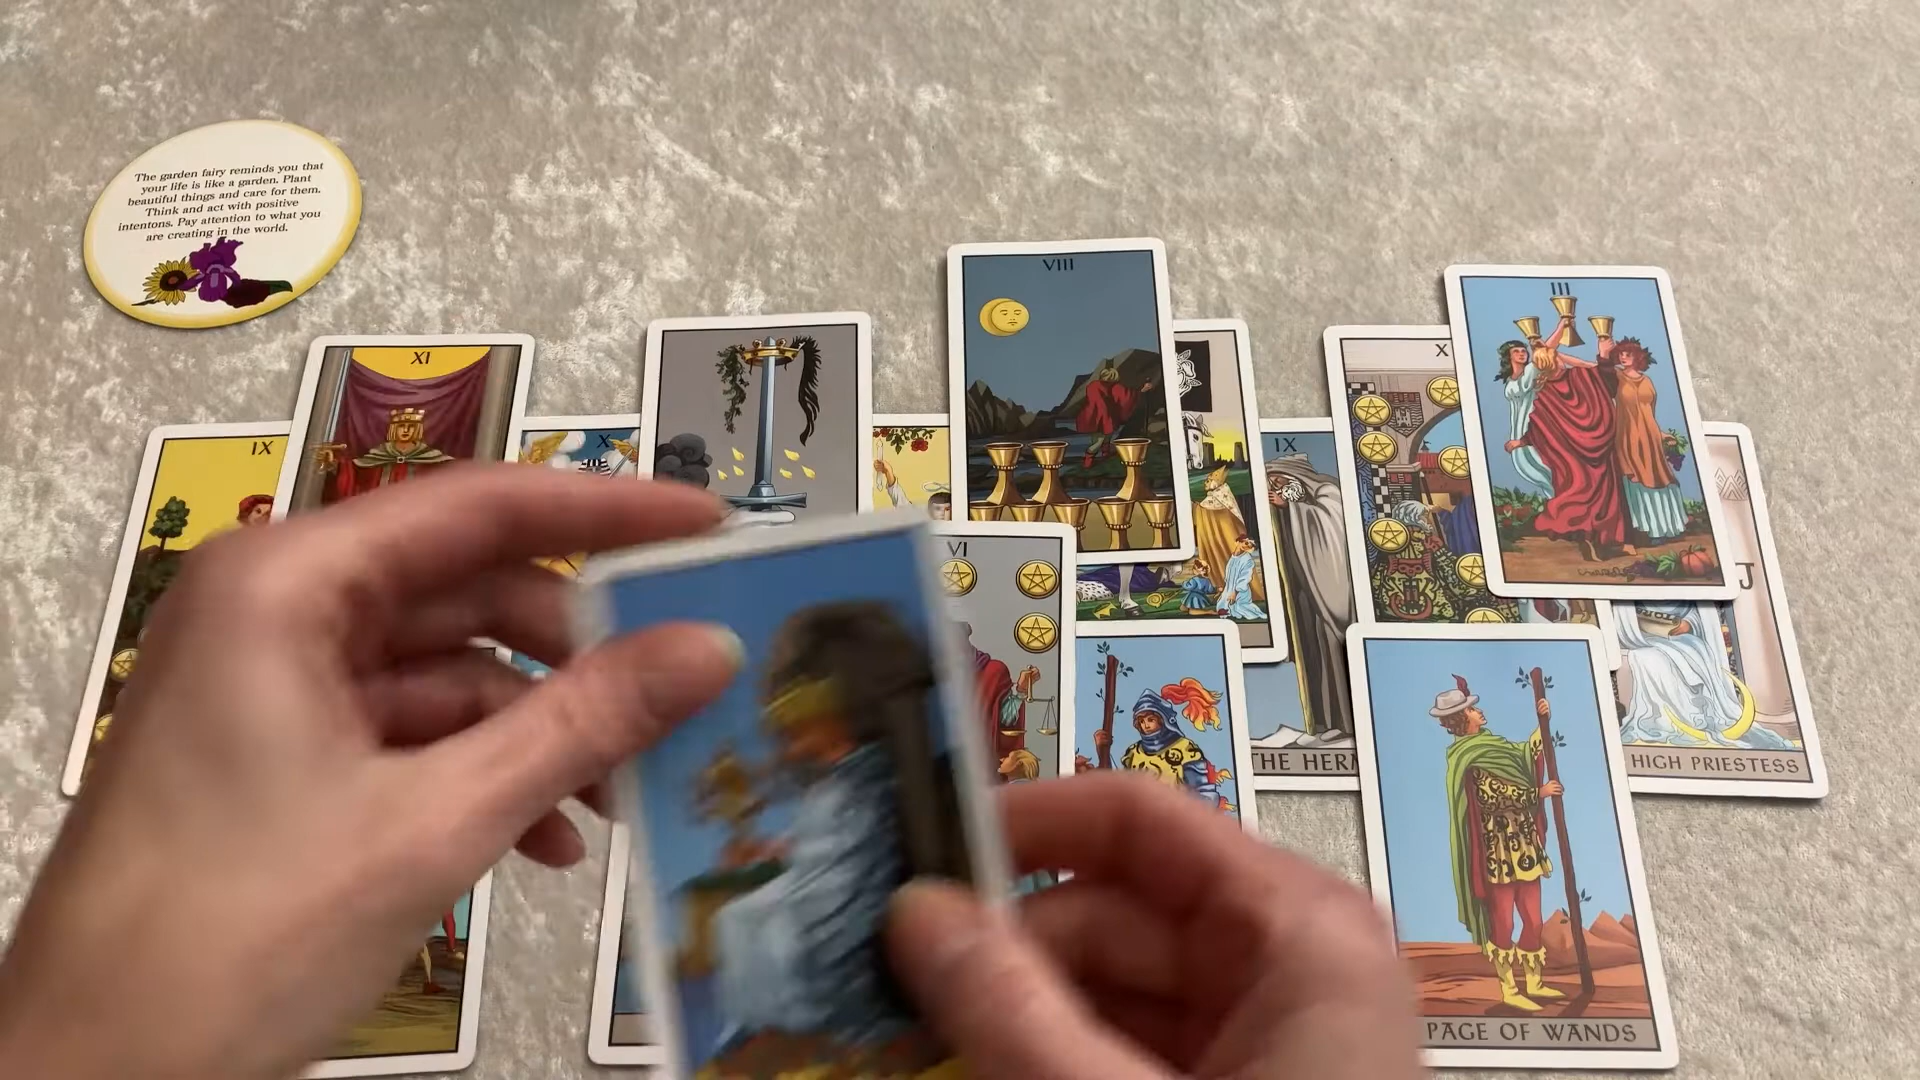 The garden fairy reminds you that
your life is like a garden. Plant
beautiful things and care for them.
Think and act with positive
intentons. Pay attention to what you
are creating in the world.
VIII
III
XI
X
IX
X
IX
VI
J
THE HERM
HIGH PRIESTESS
PAGE OF WANDS